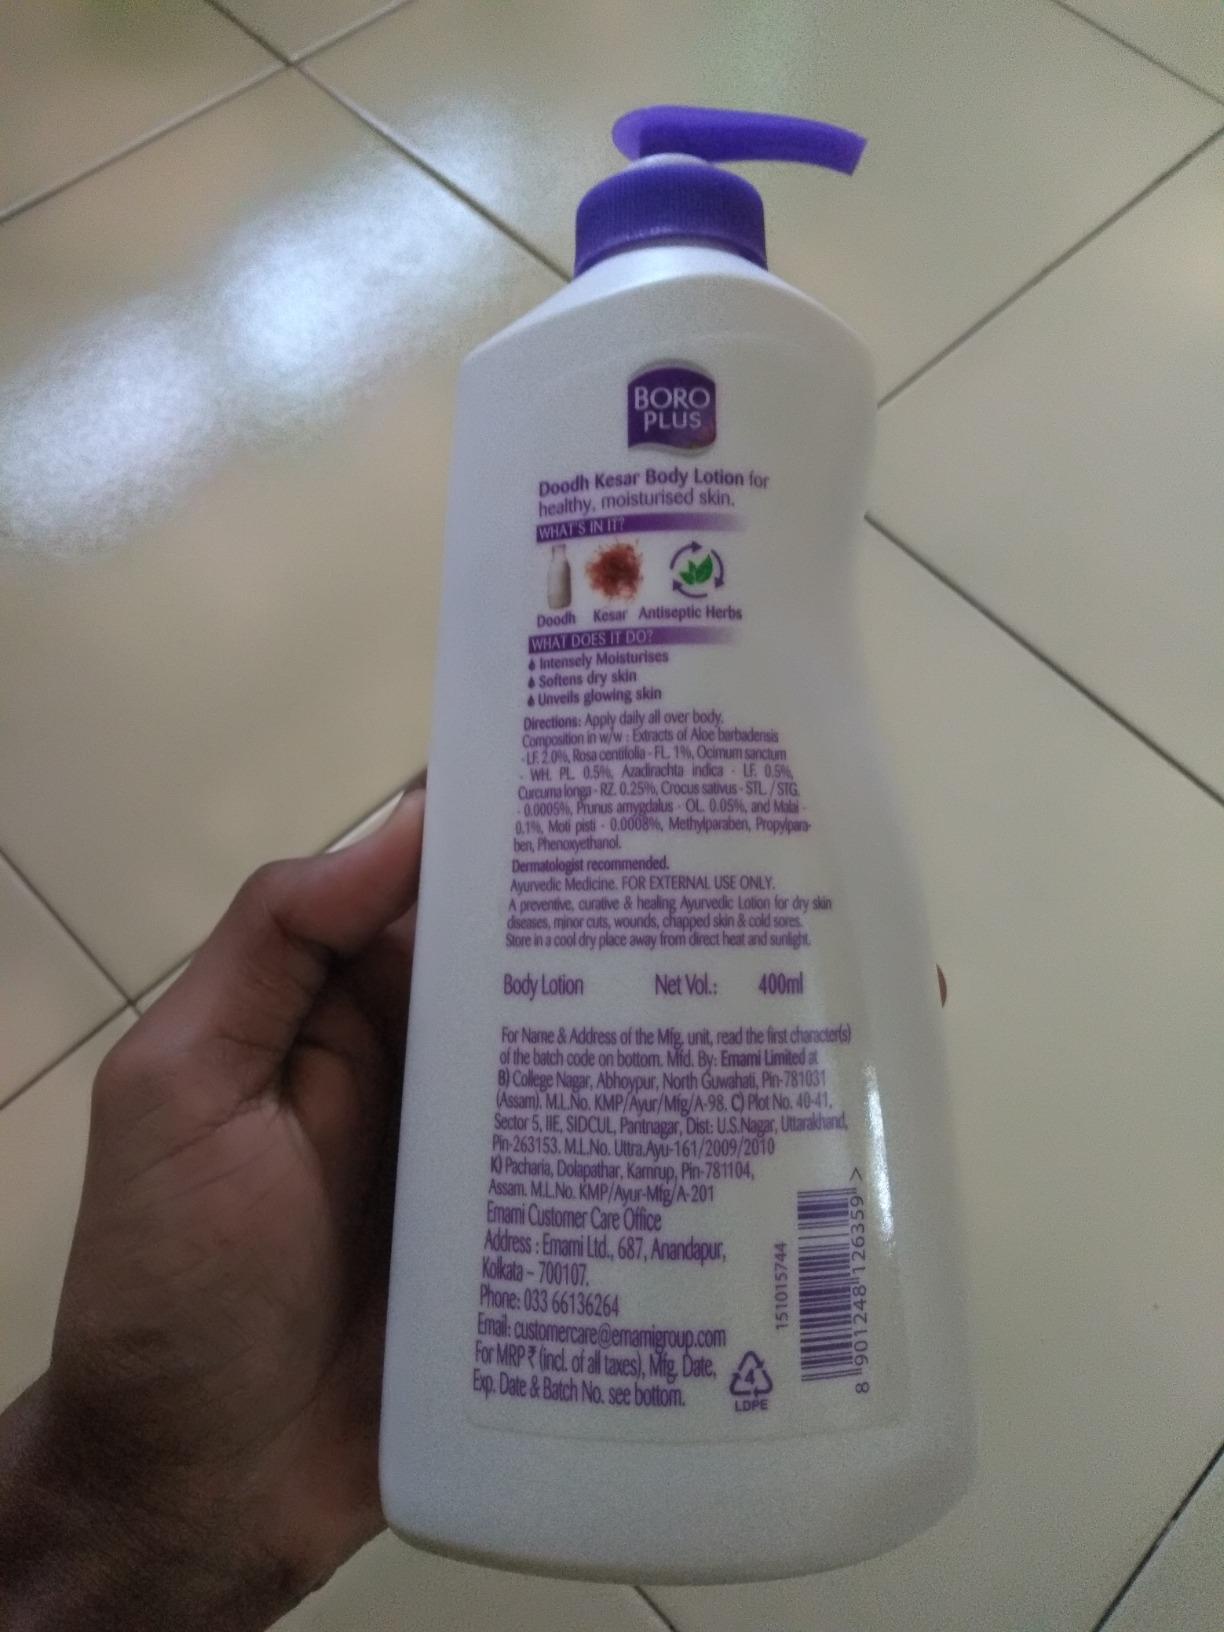 BORO
PLUS
Doodh Kesar Body Lotion for
healthy, moisturised skin.
WHAT'S IN IT?
Doodh Kesar Antiseptic Herbs
WHAT DOES IT DO?
Intensely Moisturises
Softens dry skin
Unveils glowing skin
Directions: Apply daily all over body.
Composition in w/w : Extracts of Aloe barbadensis
-LF. 2.0%, Rosa centifolia - FL. 1%, Ocimum sanctum
- WH. PL. 0.5%, Azadirachta indica - LF. 0.5%,
Curcuma longa - RZ. 0.25%, Crocus sativus - STL. / STG.
- 0.0005%, Prunus amygdalus - OL. 0.05%, and Malai -
0.1%, Moti pisti - 0.0008%, Methylparaben, Propylpara-
ben, Phenoxyethanol.
Dermatologist recommended.
Ayurvedic Medicine. FOR EXTERNAL USE ONLY.
A preventive, curative & healing Ayurvedic Lotion for dry skin
diseases, minor cuts, wounds, chapped skin & cold sores.
Store in a cool dry place away from direct heat and sunlight.
Body Lotion Net Vol.: 400ml
For Name & Address of the Mfg. unit, read the first character(s)
of the batch code on bottom. Mfd. By: Emami Limited at
B) College Nagar, Abhoypur, North Guwahati, Pin-781031
(Assam). M.L.No. KMP/Ayur/Mfg/A-98. C) Plot No. 40-41,
Sector 5, IIE, SIDCUL, Pantnagar, Dist: U.S.Nagar, Uttarakhand,
Pin-263153. M.L.No. Uttra.Ayu-161/2009/2010
K) Pacharia, Dolapathar, Kamrup, Pin-781104,
Assam. M.L.No. KMP/Ayur-Mfg/A-201
Emami Customer Care Office
Address : Emami Ltd., 687, Anandapur,
Kolkata - 700107.
Phone: 033 66136264
Email: customercare@emamigroup.com
For MRP ₹ (incl. of all taxes), Mfg. Date,
Exp. Date & Batch No. see bottom.
4
LDPE
151015744
8 901248 126359 >